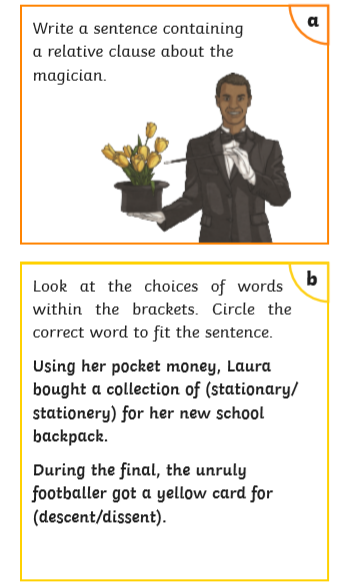 a
Write a sentence containing
a relative clause about the
magician.
b
Look at the choices of words
within the brackets. Circle the
correct word to fit the sentence.
Using her pocket money, Laura
bought a collection of (stationary/
stationery) for her new school
backpack.
During the final, the unruly
footballer got a yellow card for
(descent/dissent).